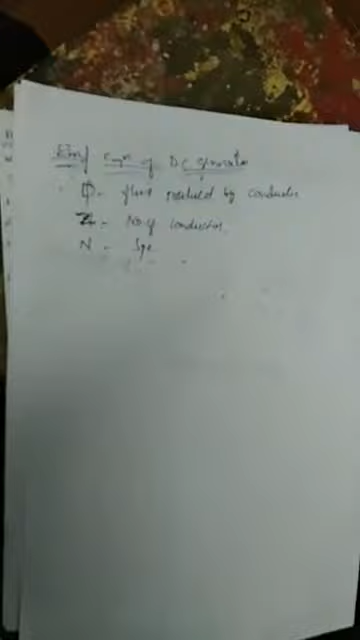 Emf Eqn of DC Generator
Φ - flux produced by conductor
Z - No. of conductors
N - Spe